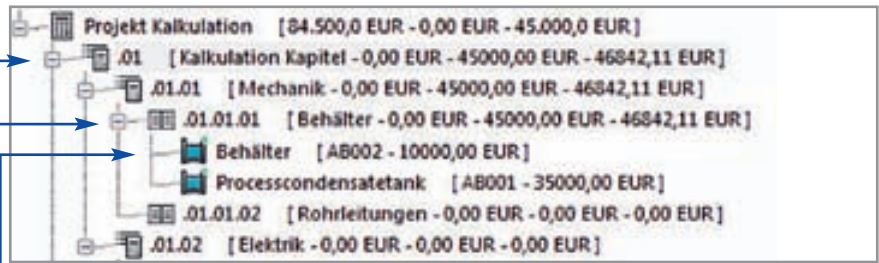 Projekt Kalkulation [84.500,0 EUR - 0,00 EUR - 45.000,0 EUR]
.01 [Kalkulation Kapitel - 0,00 EUR - 45000,00 EUR - 46842,11 EUR]
.01.01 [Mechanik - 0,00 EUR - 45000,00 EUR - 46842,11 EUR]
.01.01.01 [Behälter - 0,00 EUR - 45000,00 EUR - 46842,11 EUR]
Behälter [AB002 - 10000,00 EUR]
Processcondensatetank [AB001 - 35000,00 EUR]
.01.01.02 [Rohrleitungen - 0,00 EUR - 0,00 EUR - 0,00 EUR]
.01.02 [Elektrik - 0,00 EUR - 0,00 EUR - 0,00 EUR]